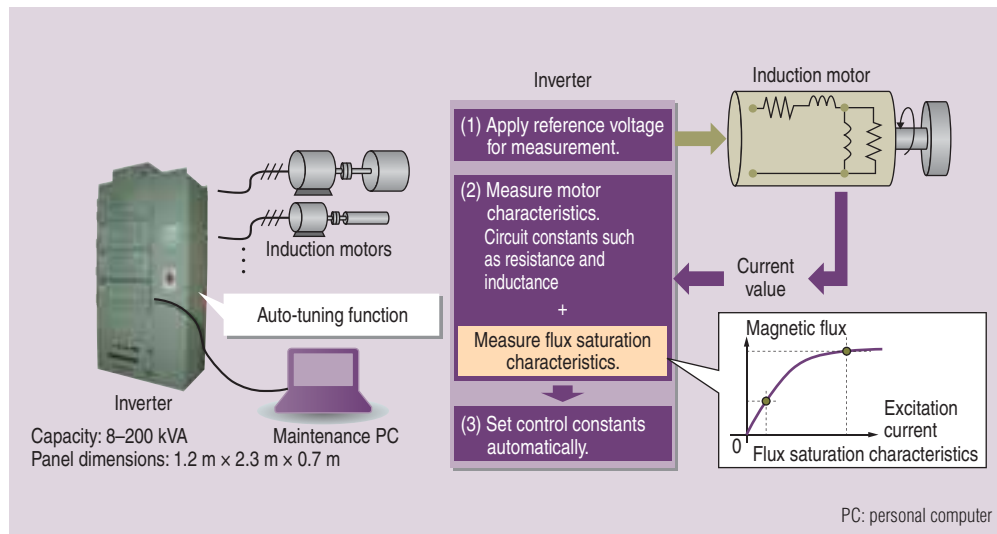 Induction motors
Auto-tuning function
Inverter
Capacity: 8–200 kVA
Panel dimensions: 1.2 m × 2.3 m × 0.7 m
Maintenance PC
Inverter
(1) Apply reference voltage
for measurement.
(2) Measure motor
characteristics.
Circuit constants such
as resistance and
inductance
+
Measure flux saturation
characteristics.
(3) Set control constants
automatically.
Induction motor
Current
value
Magnetic flux
Excitation
current
0
Flux saturation characteristics
PC: personal computer